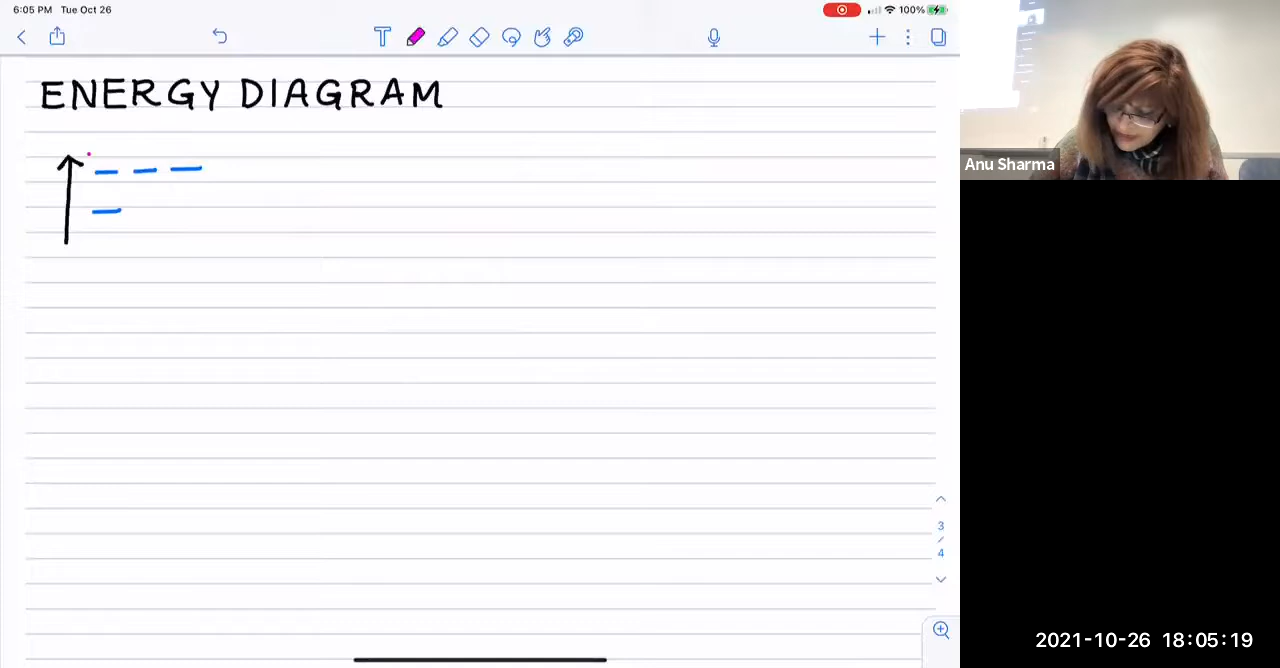 6:05 PM Tue Oct 26
100%
T
ENERGY DIAGRAM
Anu Sharma
3
/
4
2021-10-26 18:05:19